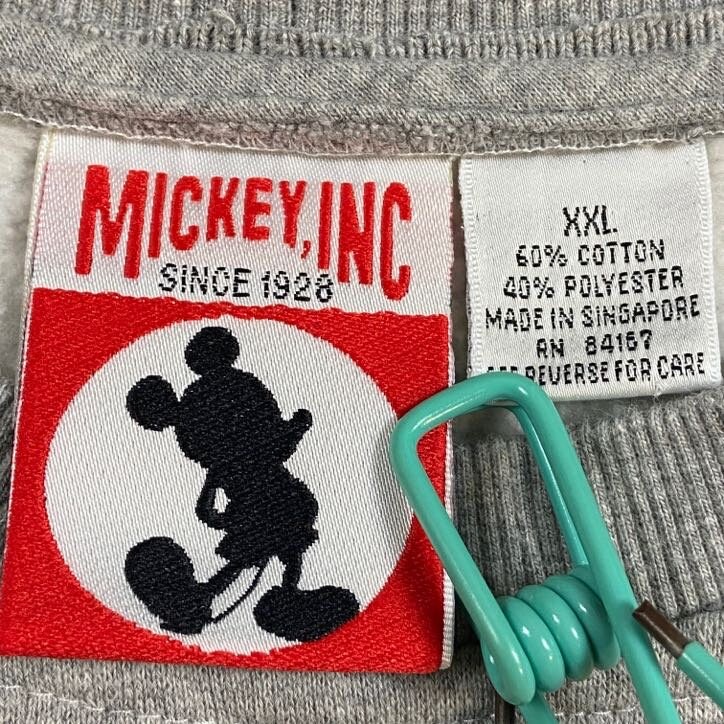 MICKEY, INC
SINCE 1928
XXL
60% COTTON
40% POLYESTER
MADE IN SINGAPORE
RN 84167
REVERSE FOR CARE